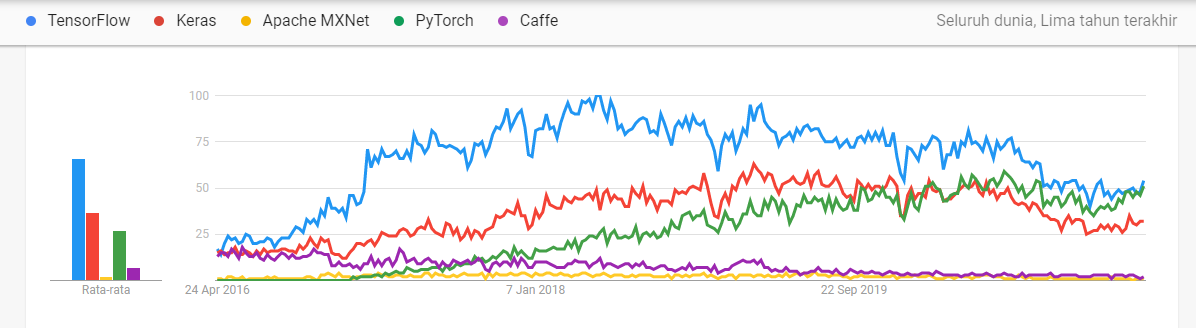 TensorFlow Keras Apache MXNet PyTorch Caffe Seluruh dunia, Lima tahun terakhir
100
75
50
25
Rata-rata 24 Apr 2016 7 Jan 2018 22 Sep 2019